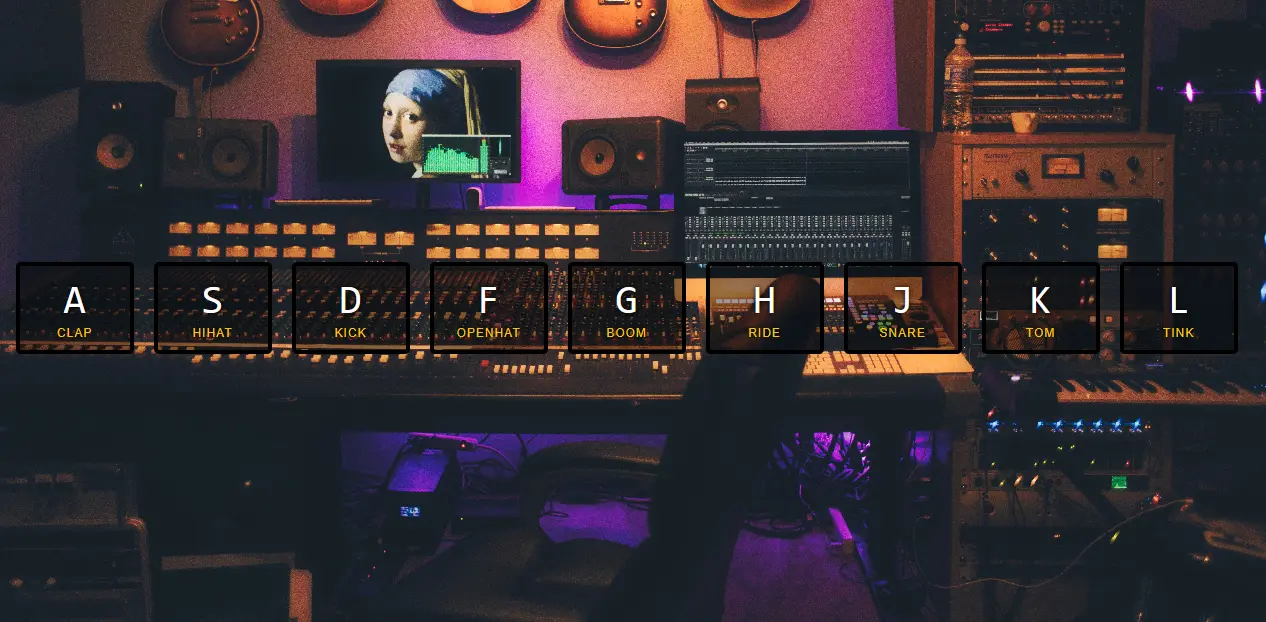 A
CLAP
S
HIHAT
D
KICK
F
OPENHAT
G
BOOM
H
RIDE
J
SNARE
K
TOM
L
TINK